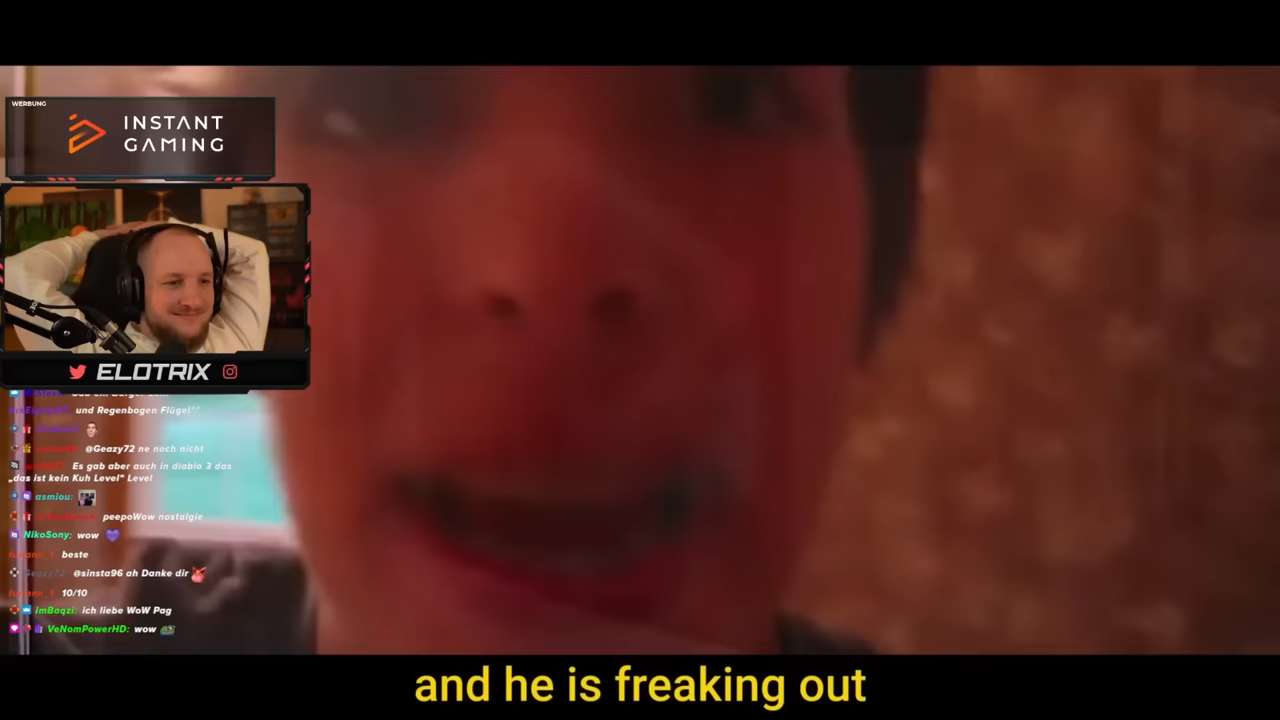 WERBUNG
INSTANT
GAMING
ELOTRIX
und Regenbogen Flügel^^
@Geazy72 ne noch nicht
Es gab aber auch in diablo 3 das
„das ist kein Kuh Level“ Level
asmiou:
peepoWow nostalgie
NikoSony: wow
beste
Geazy72: @sinsta96 ah Danke dir
10/10
imBoqzi: ich liebe WoW Pag
VeNomPowerHD: wow
and he is freaking out